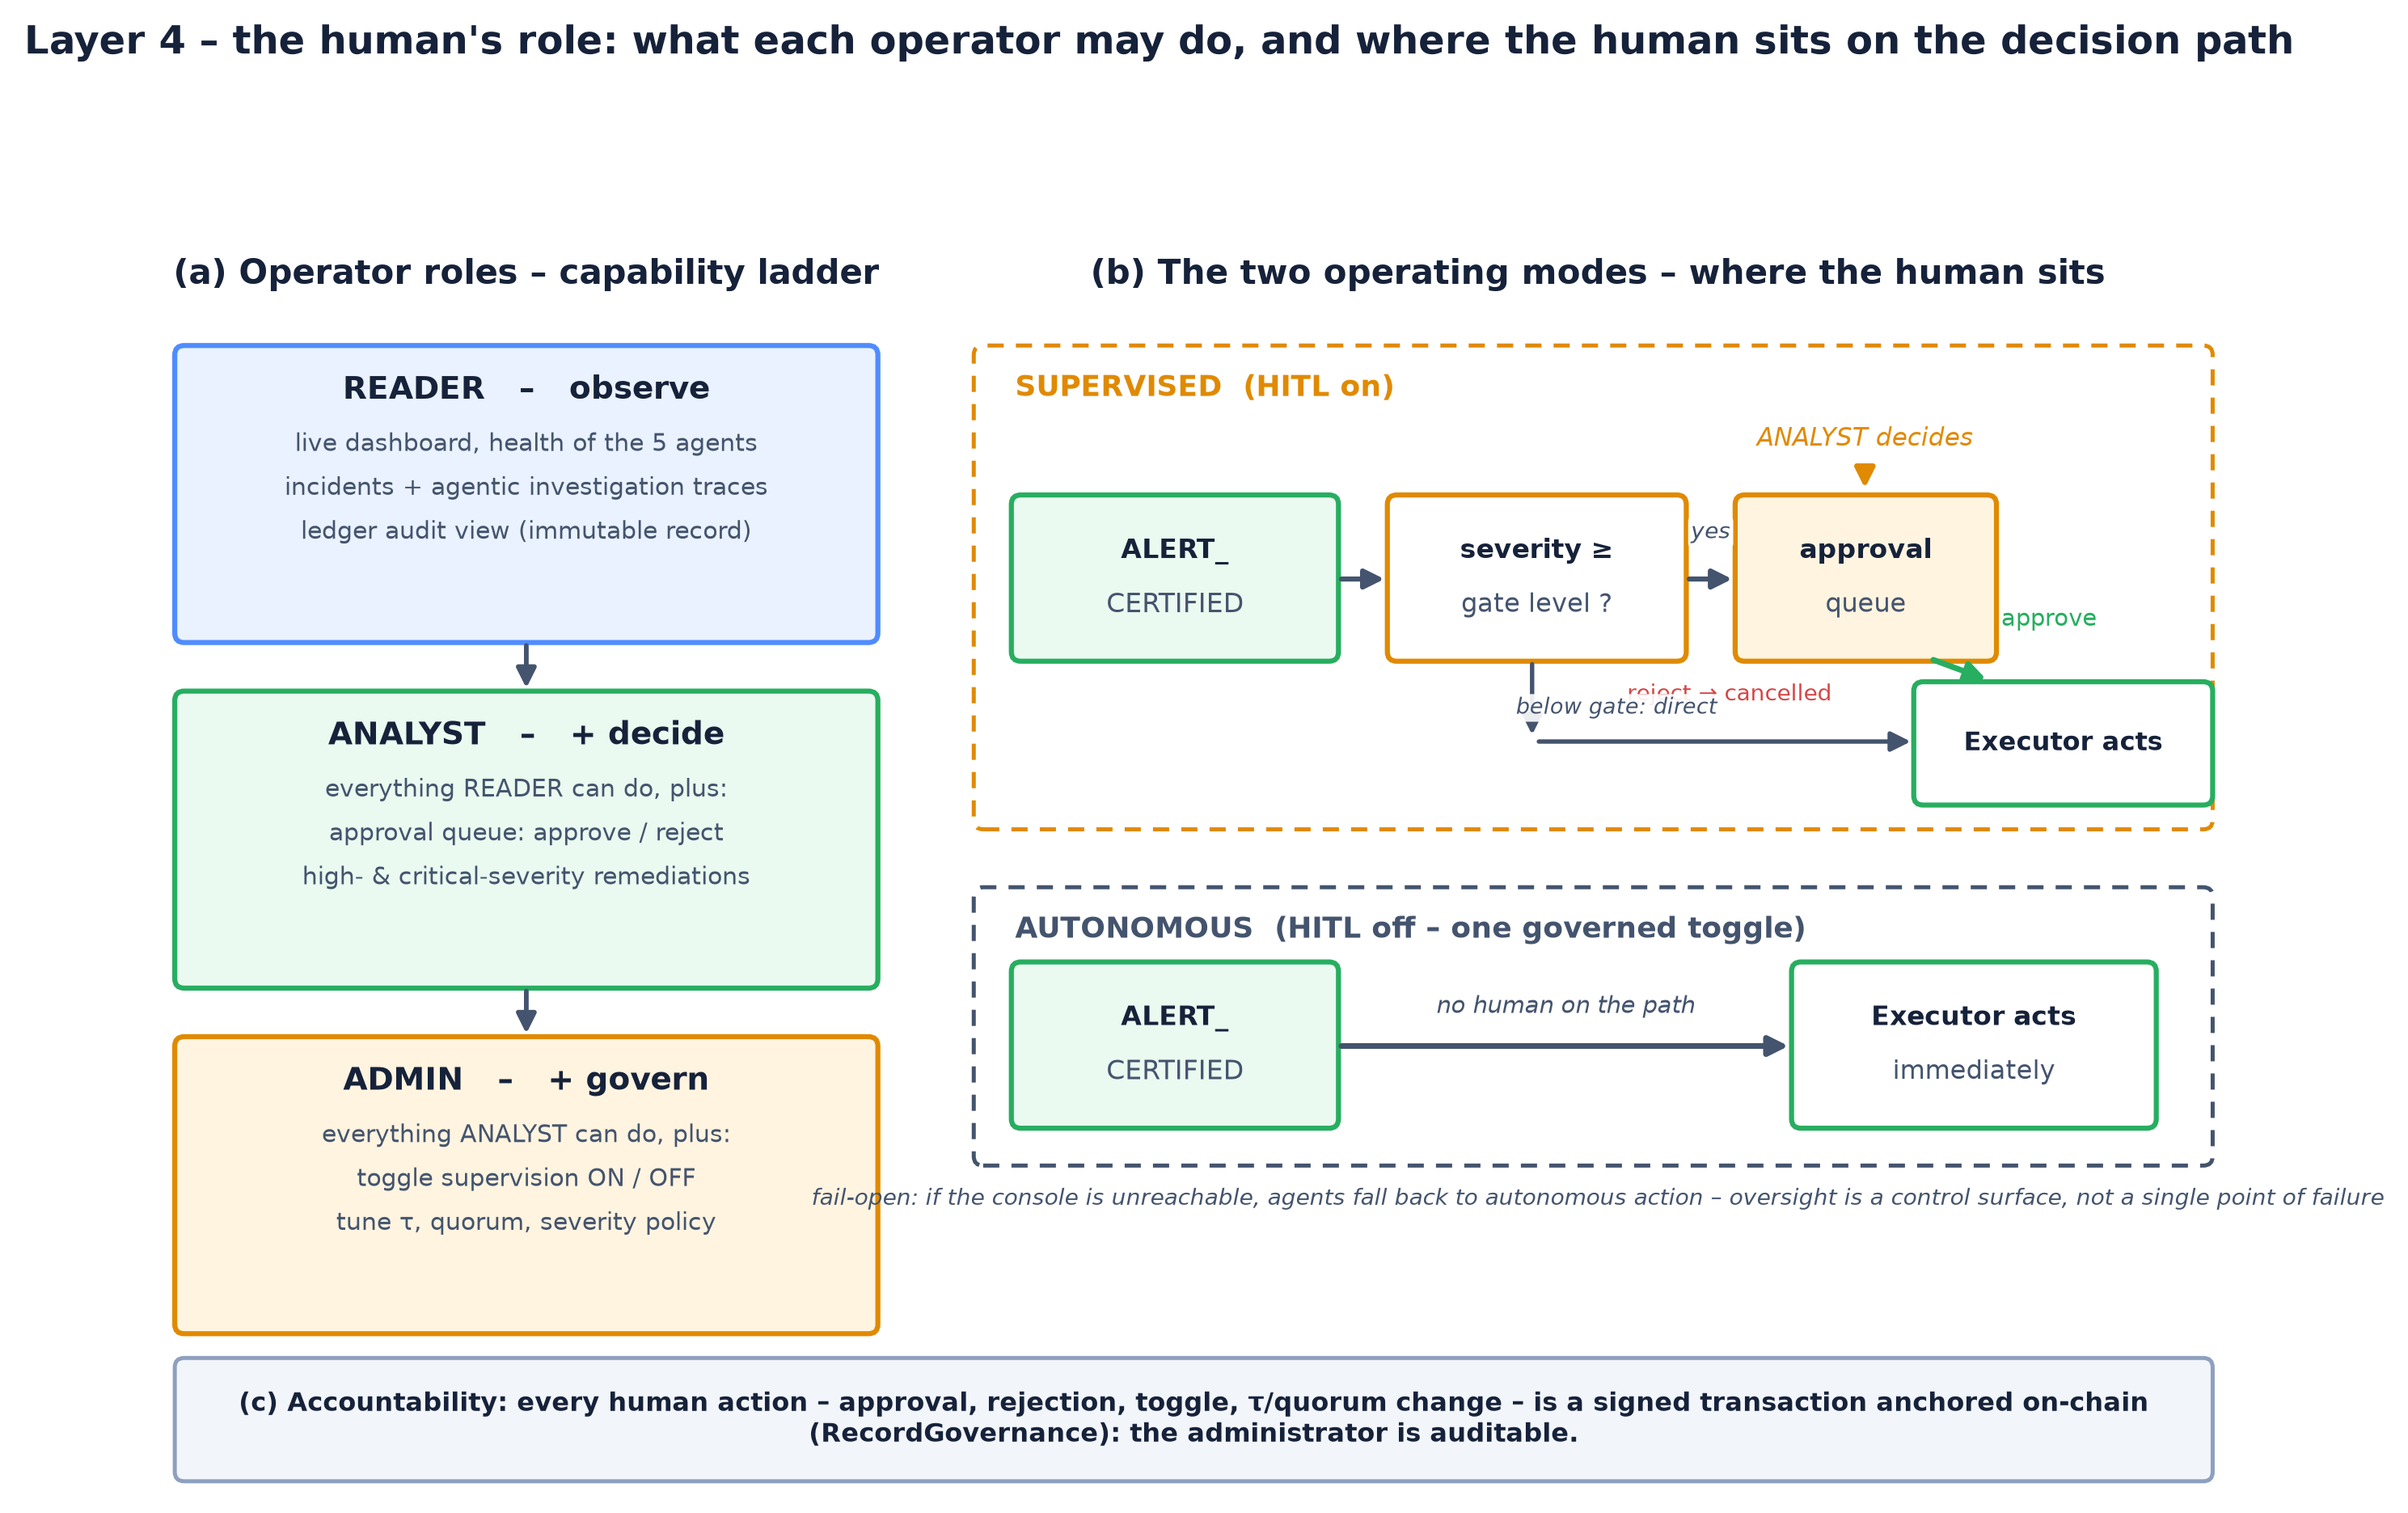 Layer 4 – the human's role: what each operator may do, and where the human sits on the decision path
(a) Operator roles – capability ladder
READER – observe
live dashboard, health of the 5 agents
incidents + agentic investigation traces
ledger audit view (immutable record)
ANALYST – + decide
everything READER can do, plus:
approval queue: approve / reject
high- & critical-severity remediations
ADMIN – + govern
everything ANALYST can do, plus:
toggle supervision ON / OFF
tune τ, quorum, severity policy
(b) The two operating modes – where the human sits
SUPERVISED (HITL on)
ANALYST decides
ALERT_
CERTIFIED
severity ≥
gate level ?
yes
approval
queue
approve
reject → cancelled
below gate: direct
Executor acts
AUTONOMOUS (HITL off – one governed toggle)
ALERT_
CERTIFIED
no human on the path
Executor acts
immediately
fail-open: if the console is unreachable, agents fall back to autonomous action – oversight is a control surface, not a single point of failure
(c) Accountability: every human action – approval, rejection, toggle, τ/quorum change – is a signed transaction anchored on-chain
(RecordGovernance): the administrator is auditable.